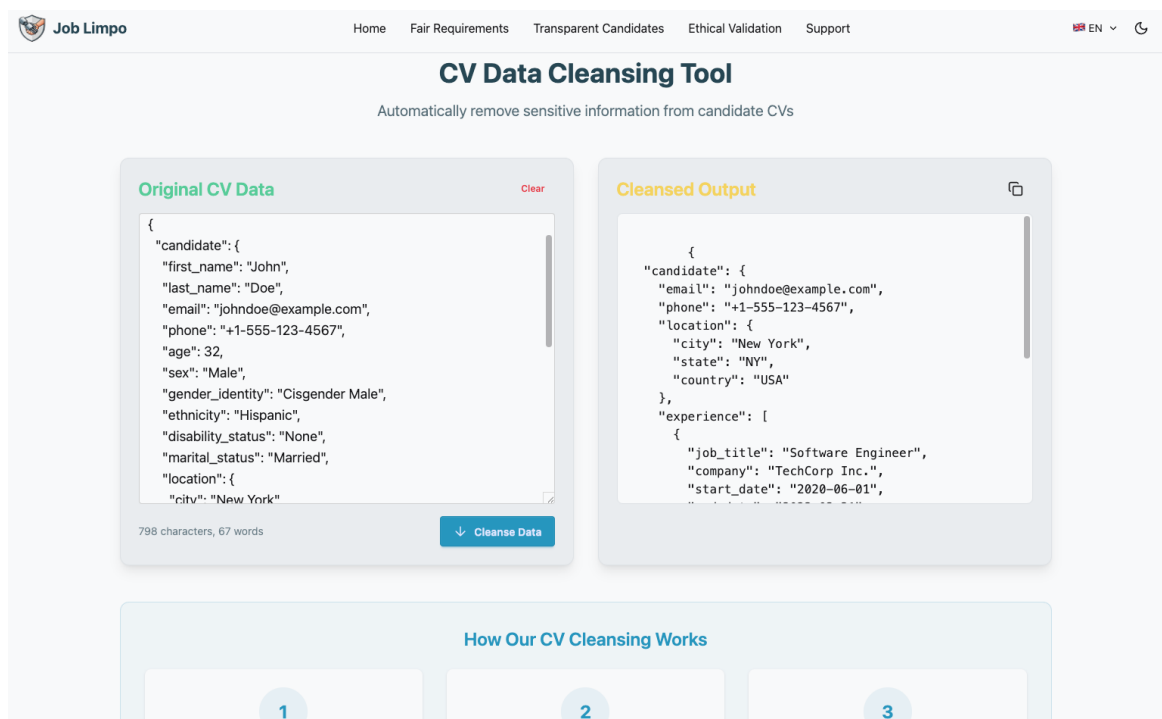 Job Limpo
Home Fair Requirements Transparent Candidates Ethical Validation Support
EN
CV Data Cleansing Tool
Automatically remove sensitive information from candidate CVs
Original CV Data
Clear
{
"candidate": {
"first_name": "John",
"last_name": "Doe",
"email": "johndoe@example.com",
"phone": "+1-555-123-4567",
"age": 32,
"sex": "Male",
"gender_identity": "Cisgender Male",
"ethnicity": "Hispanic",
"disability_status": "None",
"marital_status": "Married",
"location": {
"city": "New York"
798 characters, 67 words
Cleanse Data
Cleansed Output
{
"candidate": {
"email": "johndoe@example.com",
"phone": "+1-555-123-4567",
"location": {
"city": "New York",
"state": "NY",
"country": "USA"
},
"experience": [
{
"job_title": "Software Engineer",
"company": "TechCorp Inc.",
"start_date": "2020-06-01",
How Our CV Cleansing Works
1
2
3